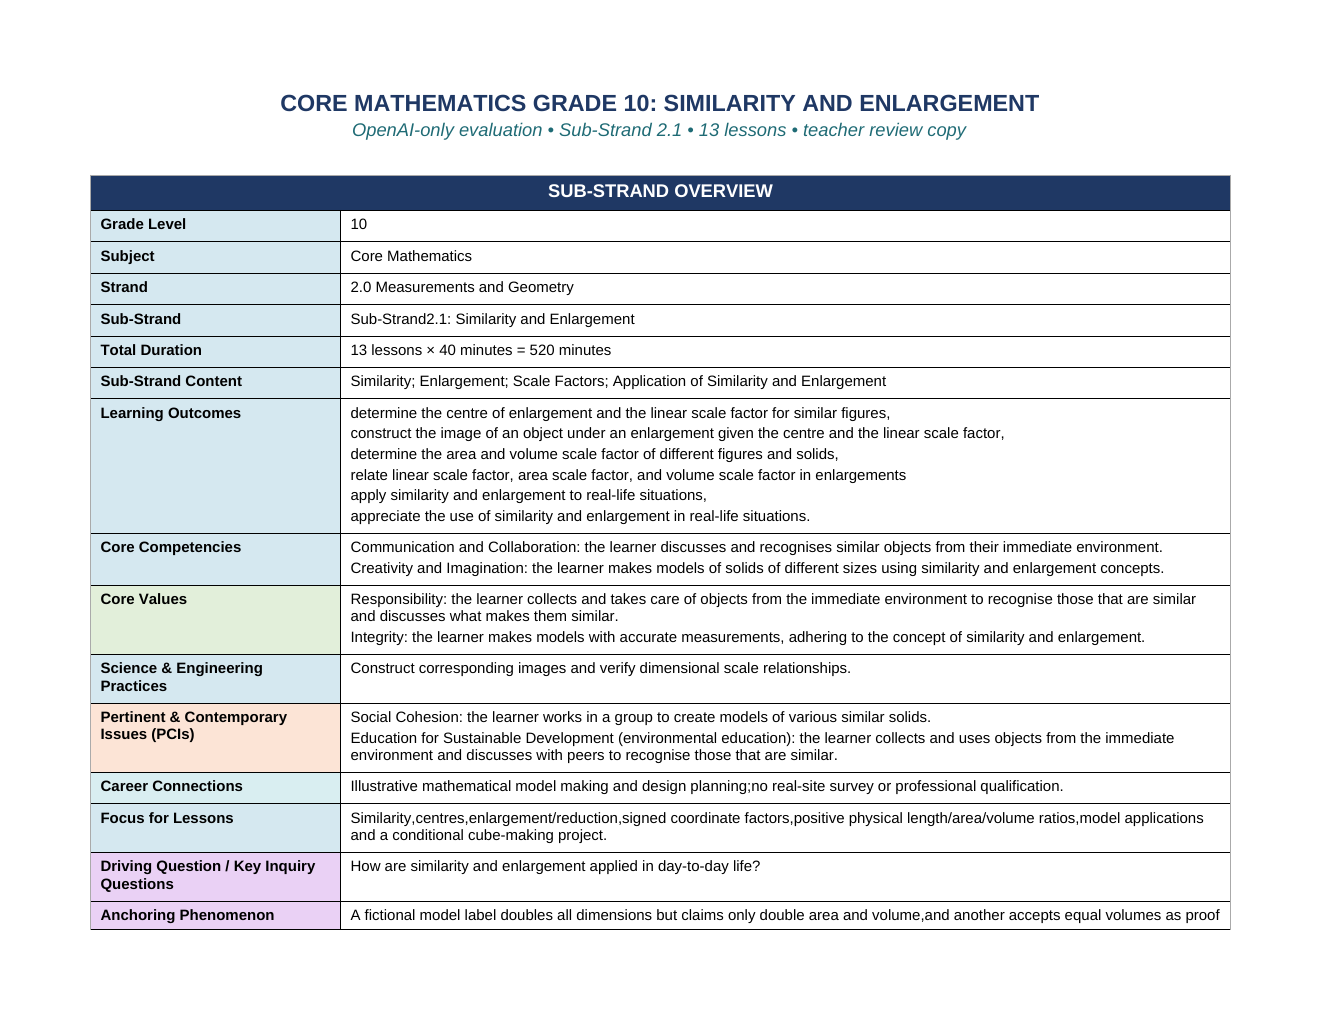 CORE MATHEMATICS GRADE 10: SIMILARITY AND ENLARGEMENT
OpenAI-only evaluation • Sub-Strand 2.1 • 13 lessons • teacher review copy
SUB-STRAND OVERVIEW
Grade Level
10
Subject
Core Mathematics
Strand
2.0 Measurements and Geometry
Sub-Strand
Sub-Strand2.1: Similarity and Enlargement
Total Duration
13 lessons × 40 minutes = 520 minutes
Sub-Strand Content
Similarity; Enlargement; Scale Factors; Application of Similarity and Enlargement
Learning Outcomes
determine the centre of enlargement and the linear scale factor for similar figures,
construct the image of an object under an enlargement given the centre and the linear scale factor,
determine the area and volume scale factor of different figures and solids,
relate linear scale factor, area scale factor, and volume scale factor in enlargements
apply similarity and enlargement to real-life situations,
appreciate the use of similarity and enlargement in real-life situations.
Core Competencies
Communication and Collaboration: the learner discusses and recognises similar objects from their immediate environment.
Creativity and Imagination: the learner makes models of solids of different sizes using similarity and enlargement concepts.
Core Values
Responsibility: the learner collects and takes care of objects from the immediate environment to recognise those that are similar
and discusses what makes them similar.
Integrity: the learner makes models with accurate measurements, adhering to the concept of similarity and enlargement.
Science & Engineering
Practices
Construct corresponding images and verify dimensional scale relationships.
Pertinent & Contemporary
Issues (PCIs)
Social Cohesion: the learner works in a group to create models of various similar solids.
Education for Sustainable Development (environmental education): the learner collects and uses objects from the immediate
environment and discusses with peers to recognise those that are similar.
Career Connections
Illustrative mathematical model making and design planning;no real-site survey or professional qualification.
Focus for Lessons
Similarity,centres,enlargement/reduction,signed coordinate factors,positive physical length/area/volume ratios,model applications
and a conditional cube-making project.
Driving Question / Key Inquiry
Questions
How are similarity and enlargement applied in day-to-day life?
Anchoring Phenomenon
A fictional model label doubles all dimensions but claims only double area and volume,and another accepts equal volumes as proof